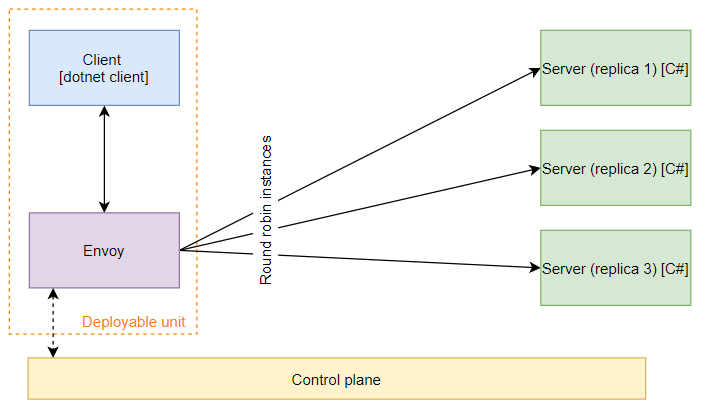 Client
[dotnet client]
Server (replica 1) [C#]
Round robin instances
Server (replica 2) [C#]
Envoy
Server (replica 3) [C#]
Deployable unit
Control plane